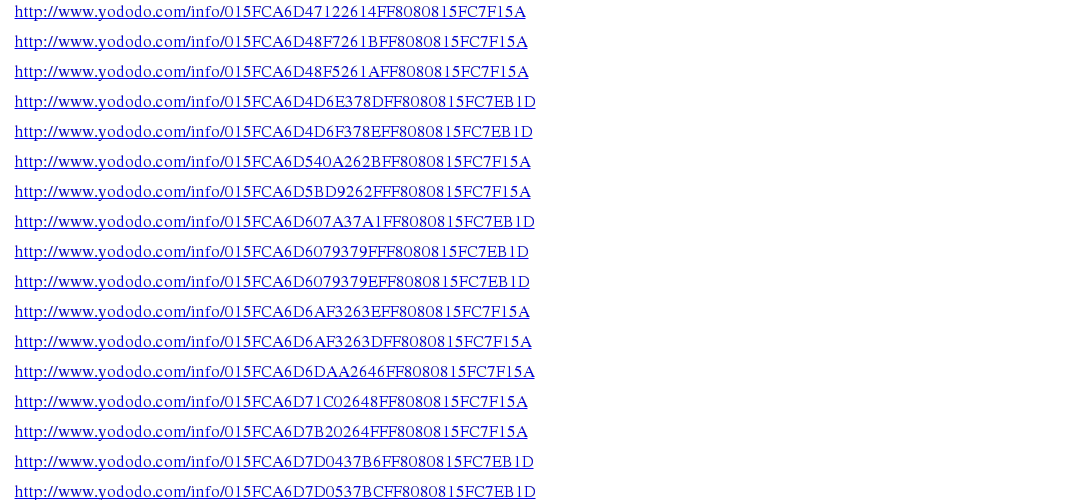 http://www.yododo.com/info/015FCA6D47122614FF8080815FC7F15A
http://www.yododo.com/info/015FCA6D48F7261BFF8080815FC7F15A
http://www.yododo.com/info/015FCA6D48F5261AFF8080815FC7F15A
http://www.yododo.com/info/015FCA6D4D6E378DFF8080815FC7EB1D
http://www.yododo.com/info/015FCA6D4D6F378EFF8080815FC7EB1D
http://www.yododo.com/info/015FCA6D540A262BFF8080815FC7F15A
http://www.yododo.com/info/015FCA6D5BD9262FFF8080815FC7F15A
http://www.yododo.com/info/015FCA6D607A37A1FF8080815FC7EB1D
http://www.yododo.com/info/015FCA6D6079379FFF8080815FC7EB1D
http://www.yododo.com/info/015FCA6D6079379EFF8080815FC7EB1D
http://www.yododo.com/info/015FCA6D6AF3263EFF8080815FC7F15A
http://www.yododo.com/info/015FCA6D6AF3263DFF8080815FC7F15A
http://www.yododo.com/info/015FCA6D6DAA2646FF8080815FC7F15A
http://www.yododo.com/info/015FCA6D71C02648FF8080815FC7F15A
http://www.yododo.com/info/015FCA6D7B20264FFF8080815FC7F15A
http://www.yododo.com/info/015FCA6D7D0437B6FF8080815FC7EB1D
http://www.yododo.com/info/015FCA6D7D0537BCFF8080815FC7EB1D